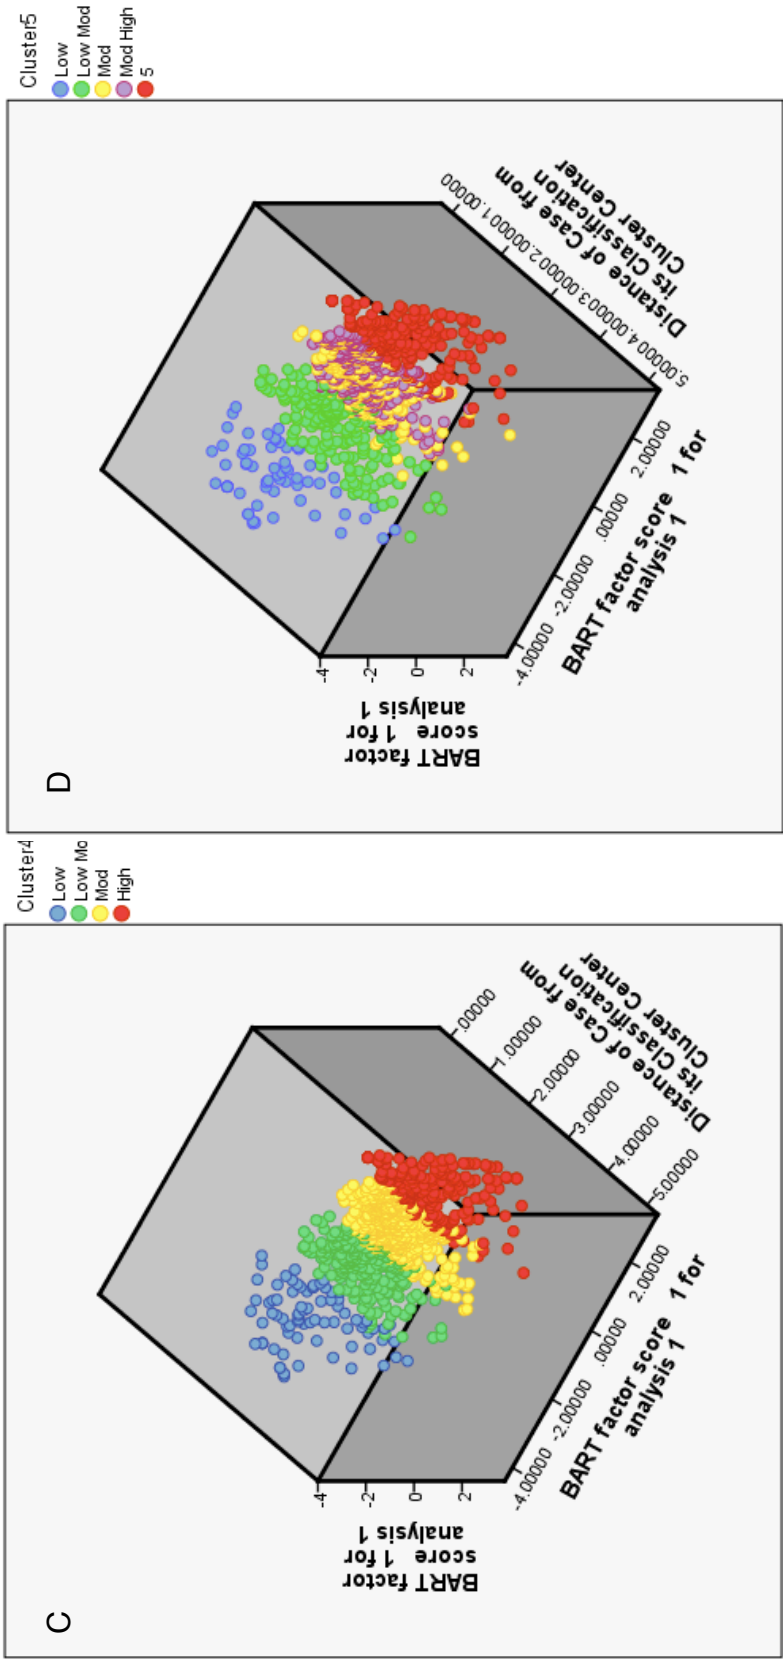 C
Cluster4
Low
Low Mo
Mod
High
BART factor
score 1 for
analysis 1
-4
-2
0
2
-4.00000
-2.00000
.00000
2.00000
BART factor score 1 for
analysis 1
.00000
1.00000
2.00000
3.00000
4.00000
5.00000
Distance of Case from
its Classification
Cluster Center
D
Cluster5
Low
Low Mod
Mod
Mod High
5
BART factor
score 1 for
analysis 1
-4
-2
0
2
-4.00000
-2.00000
.00000
2.00000
BART factor score 1 for
analysis 1
.00000
1.00000
2.00000
3.00000
4.00000
5.00000
Distance of Case from
its Classification
Cluster Center